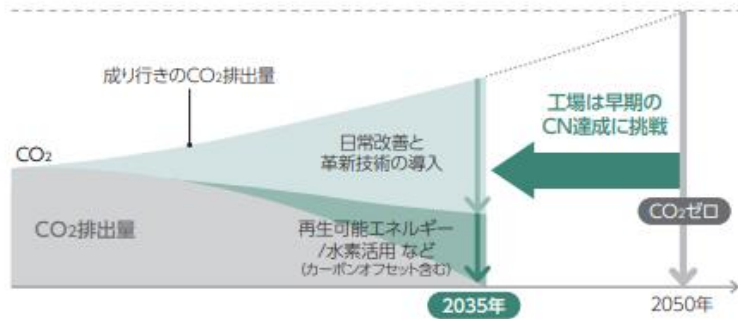 成り行きのCO₂排出量
工場は早期の
CN達成に挑戦
日常改善と
革新技術の導入
CO₂
CO₂ゼロ
CO₂排出量
再生可能エネルギー
/水素活用 など
(カーボンオフセット含む)
2035年
2050年